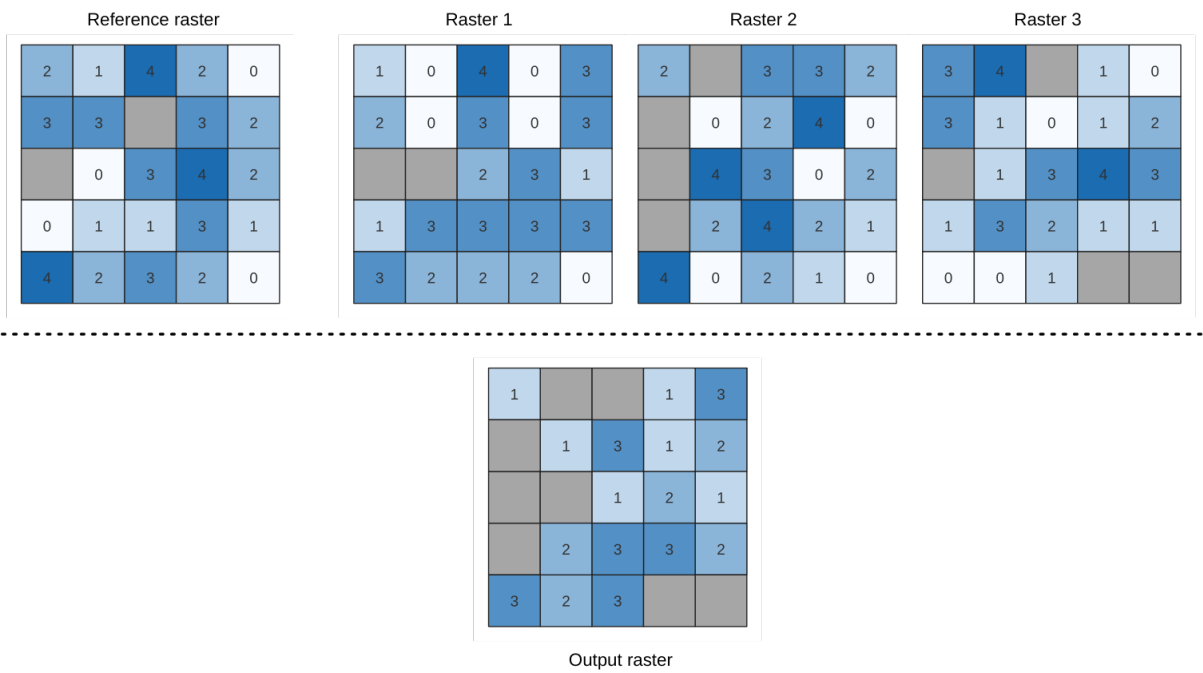 Reference raster Raster 1 Raster 2 Raster 3
2 1 4 2 0 1 0 4 0 3 2 3 3 2 3 4 1 0
3 3 3 2 2 0 3 0 3 0 2 4 0 3 1 0 1 2
0 3 4 2 2 3 1 4 3 0 2 1 3 4 3
0 1 1 3 1 1 3 3 3 3 2 4 2 1 1 3 2 1 1
4 2 3 2 0 3 2 2 2 0 4 0 2 1 0 0 0 1
1 1 3
1 3 1 2
1 2 1
2 3 3 2
3 2 3
Output raster